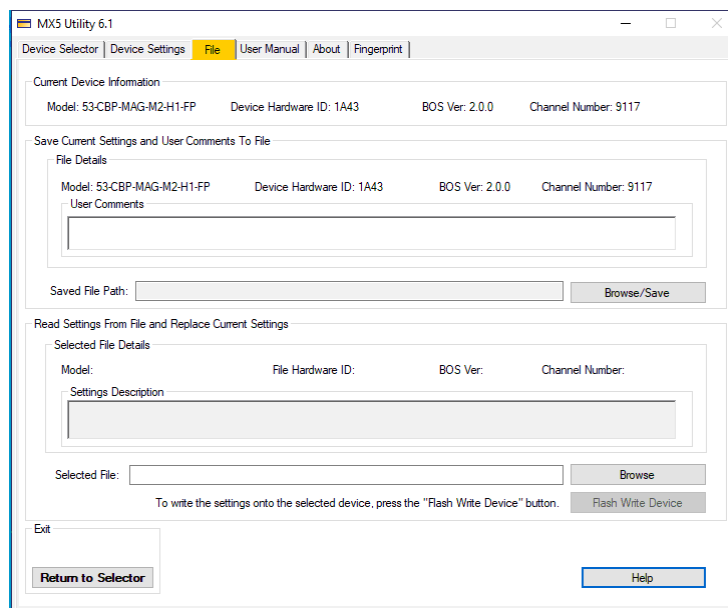 MX5 Utility 6.1
Device Selector Device Settings File User Manual About Fingerprint
Current Device Information
Model: 53-CBP-MAG-M2-H1-FP Device Hardware ID: 1A43 BOS Ver: 2.0.0 Channel Number: 9117
Save Current Settings and User Comments To File
File Details
Model: 53-CBP-MAG-M2-H1-FP Device Hardware ID: 1A43 BOS Ver: 2.0.0 Channel Number: 9117
User Comments
Saved File Path: Browse/Save
Read Settings From File and Replace Current Settings
Selected File Details
Model: File Hardware ID: BOS Ver: Channel Number:
Settings Description
Selected File: Browse
To write the settings onto the selected device, press the "Flash Write Device" button. Flash Write Device
Exit
Return to Selector Help